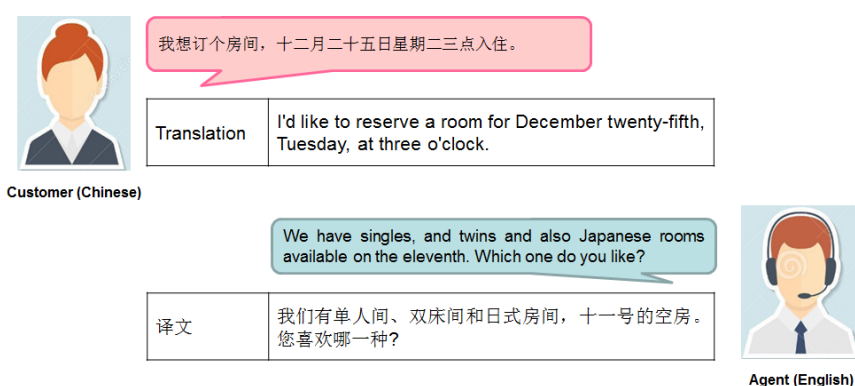 我想订个房间，十二月二十五日星期二三点入住。
Translation
I'd like to reserve a room for December twenty-fifth,
Tuesday, at three o'clock.
Customer (Chinese)
We have singles, and twins and also Japanese rooms
available on the eleventh. Which one do you like?
译文
我们有单人间、双床间和日式房间，十一号的空房。
您喜欢哪一种?
Agent (English)